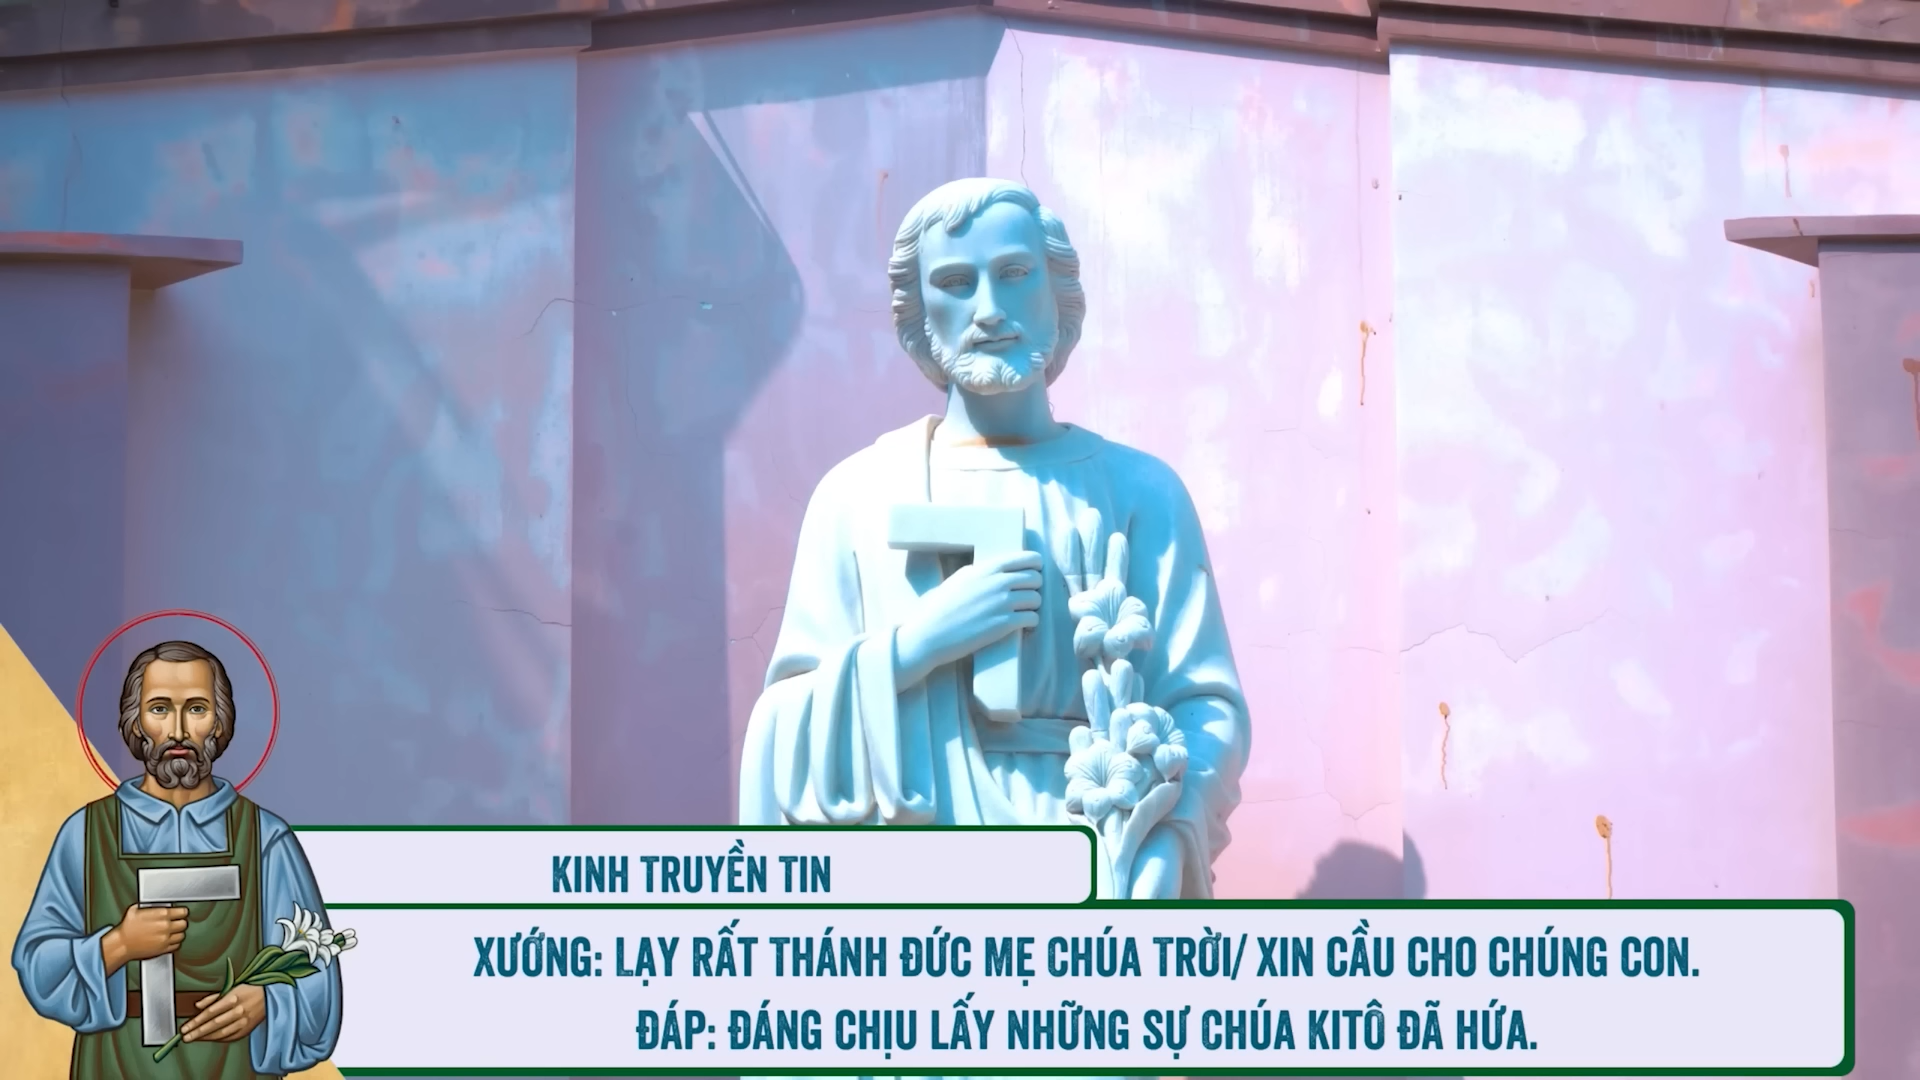 KINH TRUYỀN TIN
XƯỚNG: LẠY RẤT THÁNH ĐỨC MẸ CHÚA TRỜI/ XIN CẦU CHO CHÚNG CON.
ĐÁP: ĐÁNG CHỊU LẤY NHỮNG SỰ CHÚA KITÔ ĐÃ HỨA.